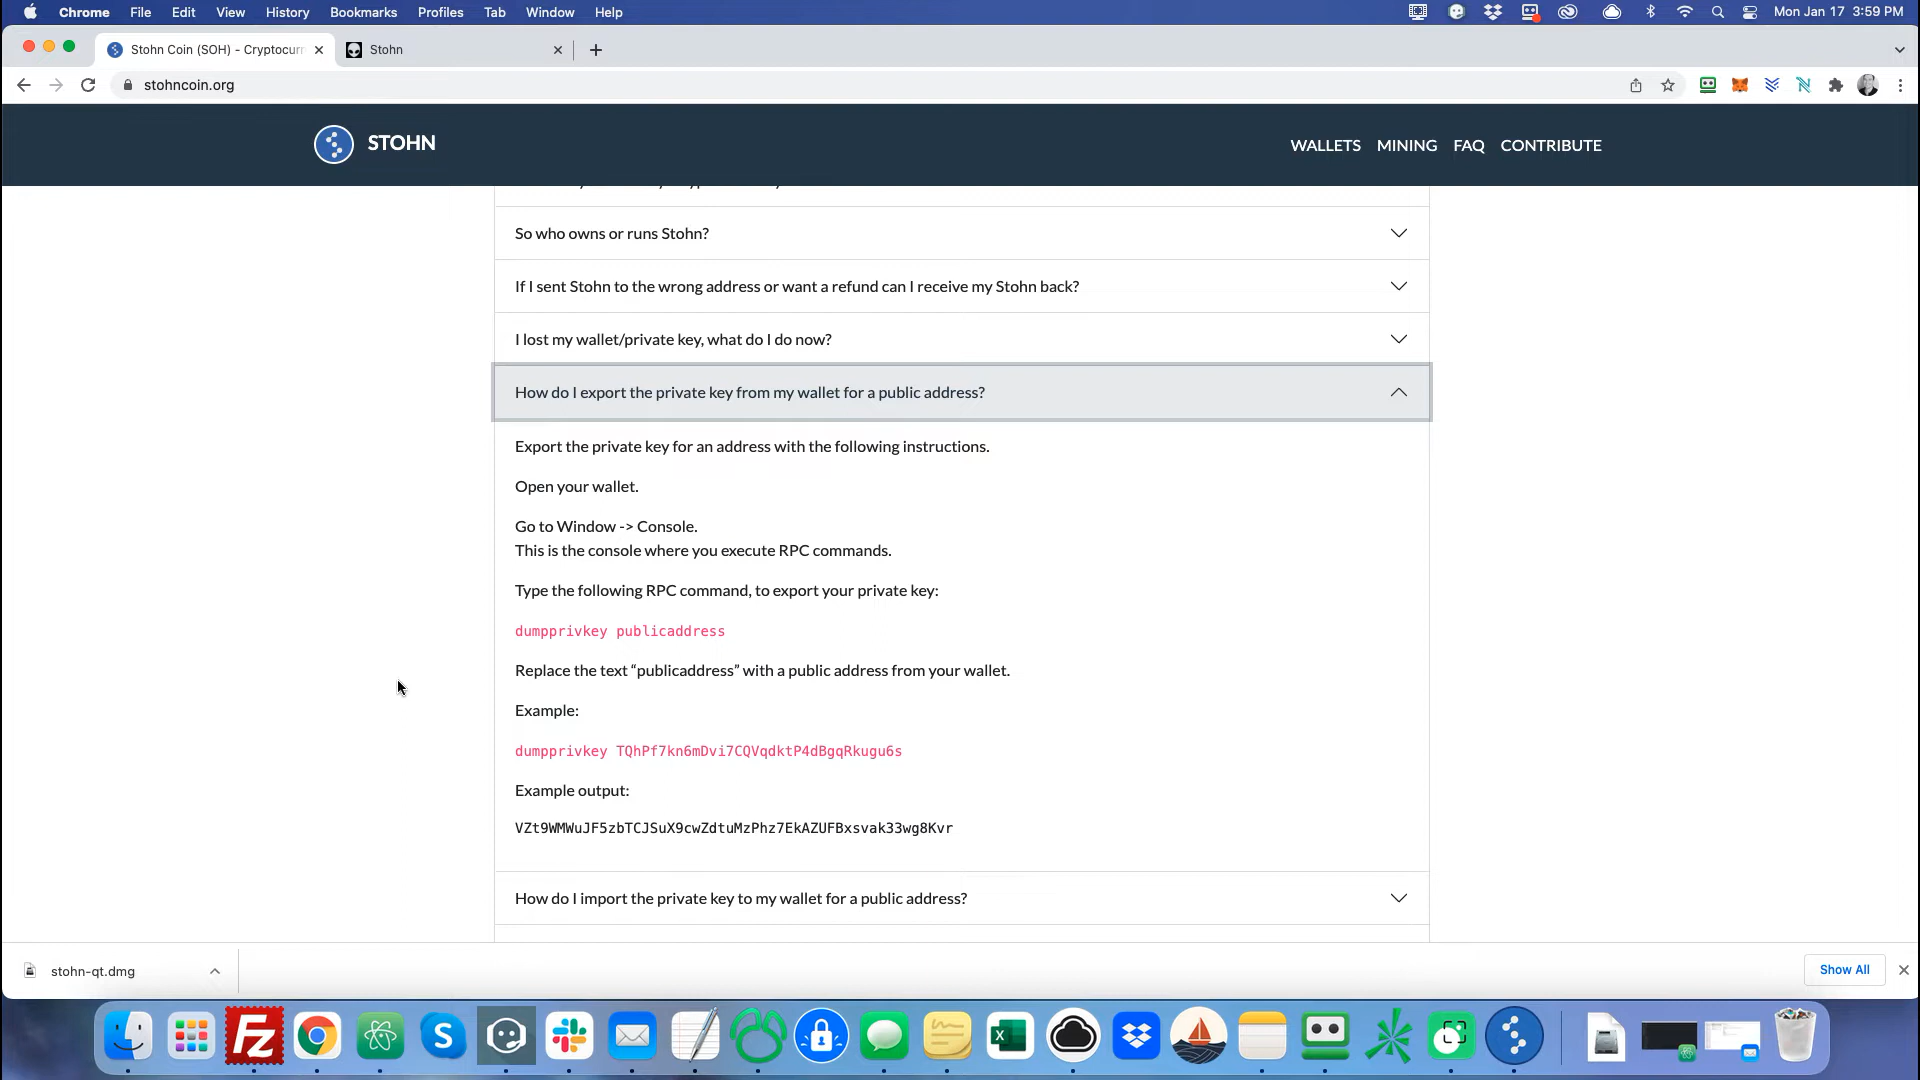 Chrome File Edit View History Bookmarks Profiles Tab Window Help Mon Jan 17 3:59 PM
Stohn Coin (SOH) - Cryptocurr Stohn
stohncoin.org
STOHN WALLETS MINING FAQ CONTRIBUTE
So who owns or runs Stohn?
If I sent Stohn to the wrong address or want a refund can I receive my Stohn back?
I lost my wallet/private key, what do I do now?
How do I export the private key from my wallet for a public address?
Export the private key for an address with the following instructions.
Open your wallet.
Go to Window -> Console.
This is the console where you execute RPC commands.
Type the following RPC command, to export your private key:
dumpprivkey publicaddress
Replace the text “publicaddress” with a public address from your wallet.
Example:
dumpprivkey TQhPf7kn6mDvi7CQVqdktP4dBgqRkugu6s
Example output:
VZt9WMWuJF5zbTCJSuX9cwZdtuMzPhz7EkAZUFBxsvak33wg8Kvr
How do I import the private key to my wallet for a public address?
stohn-qt.dmg Show All